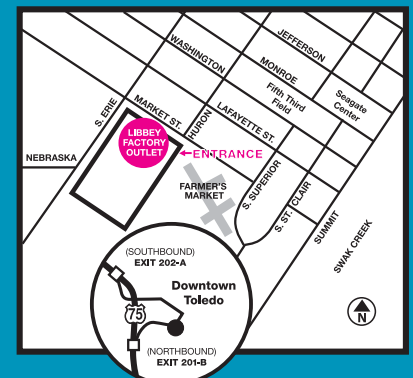 JEFFERSON
WASHINGTON
MONROE
Fifth Third
Field
Seagate
Center
S. ERIE
MARKET ST.
HURON
LAFAYETTE ST.
LIBBEY
FACTORY
OUTLET
ENTRANCE
NEBRASKA
FARMER'S
MARKET
S. SUPERIOR
S. ST. CLAIR
SUMMIT
SWAK CREEK
(SOUTHBOUND)
EXIT 202-A
Downtown
Toledo
75
(NORTHBOUND)
EXIT 201-B
N